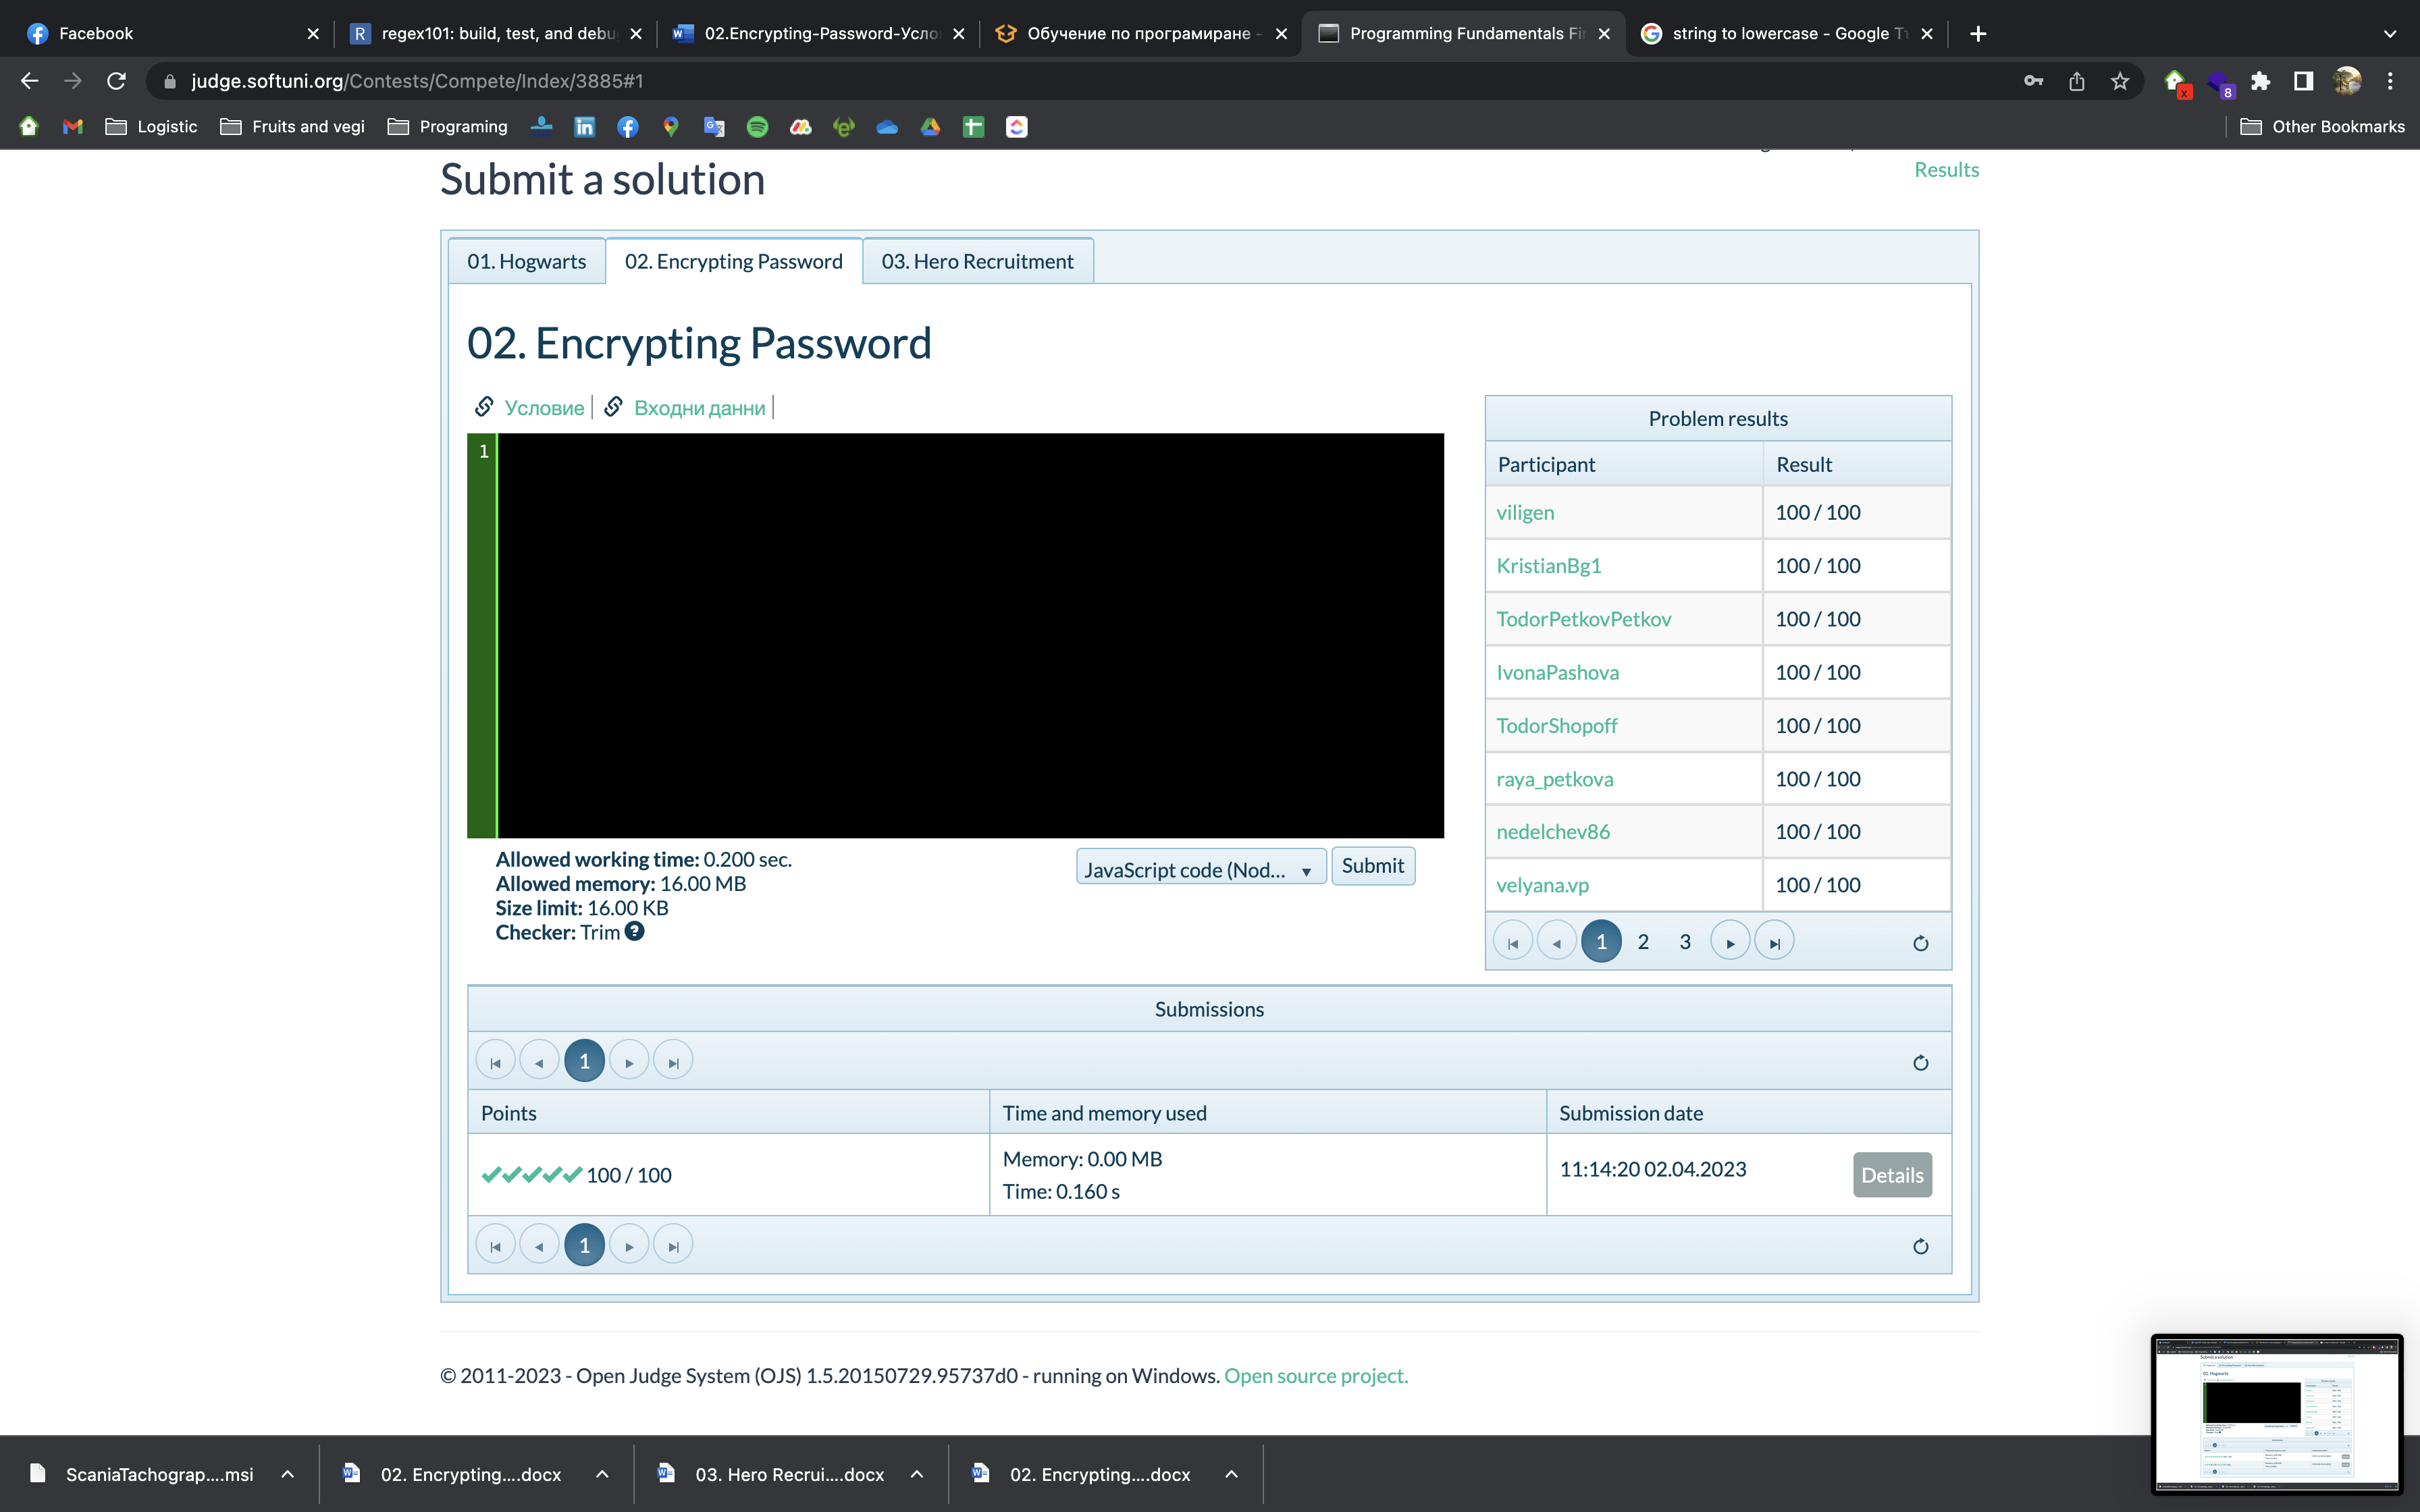 Facebook
regex101: build, test, and debu
02.Encrypting-Password-Усло
Обучение по програмиране -
Programming Fundamentals Fi
string to lowercase - Google
judge.softuni.org/Contests/Compete/Index/3885#1
x
8
Logistic
Fruits and vegi
Programing
Other Bookmarks
Submit a solution
Results
01. Hogwarts
02. Encrypting Password
03. Hero Recruitment
02. Encrypting Password
Условие
Входни данни
1
Allowed working time: 0.200 sec.
Allowed memory: 16.00 MB
Size limit: 16.00 KB
Checker: Trim
JavaScript code (Nod...
Submit
Problem results
Participant Result
viligen 100 / 100
KristianBg1 100 / 100
TodorPetkovPetkov 100 / 100
IvonaPashova 100 / 100
TodorShopoff 100 / 100
raya_petkova 100 / 100
nedelchev86 100 / 100
velyana.vp 100 / 100
1 2 3
Submissions
1
Points Time and memory used Submission date
100 / 100
Memory: 0.00 MB
Time: 0.160 s
11:14:20 02.04.2023
Details
1
© 2011-2023 - Open Judge System (OJS) 1.5.20150729.95737d0 - running on Windows. Open source project.
ScaniaTachograp....msi
02. Encrypting....docx
03. Hero Recrui....docx
02. Encrypting....docx